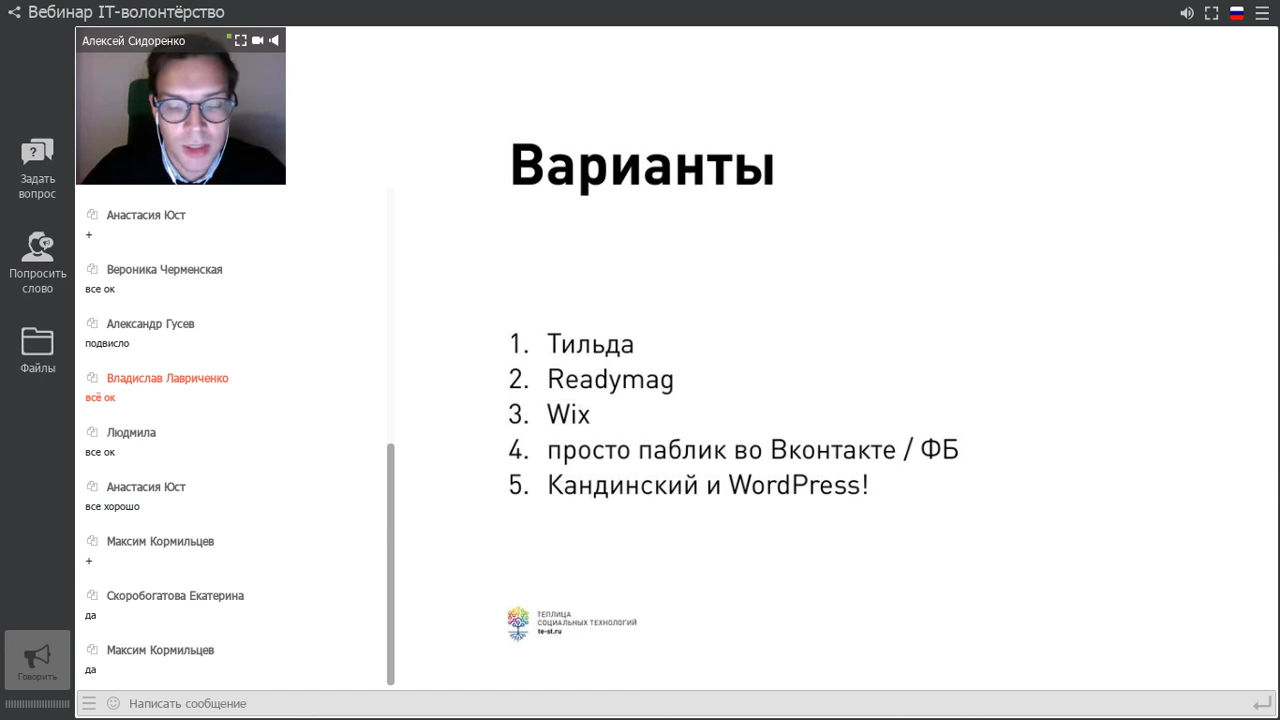 Вебинар IT-волонтёрство
Алексей Сидоренко
Задать
вопрос
Попросить
слово
Файлы
Говорить
Анастасия Юст
+
Вероника Черменская
все ок
Александр Гусев
подвисло
Владислав Лавриченко
всё ок
Людмила
все ок
Анастасия Юст
все хорошо
Максим Кормильцев
+
Скоробогатова Екатерина
да
Максим Кормильцев
да
Написать сообщение
Варианты
1. Тильда
2. Readymag
3. Wix
4. просто паблик во Вконтакте / ФБ
5. Кандинский и WordPress!
ТЕПЛИЦА
СОЦИАЛЬНЫХ ТЕХНОЛОГИЙ
te-st.ru